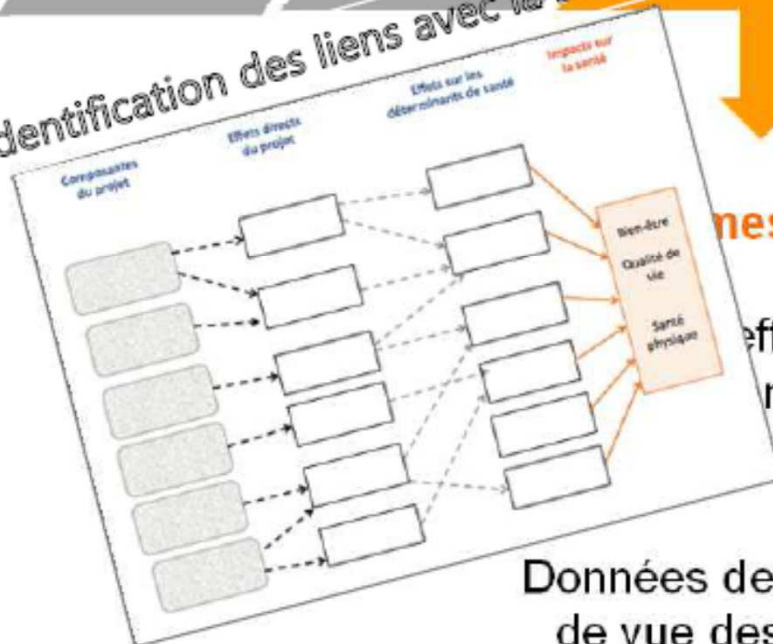 dentification des liens avec la
Composantes
du projet
Effets directs
du projet
Effets sur les
déterminants de santé
Impacts sur
la santé
Bien-être
Qualité de
vie
Santé
physique
mes
eff
Données de
de vue des